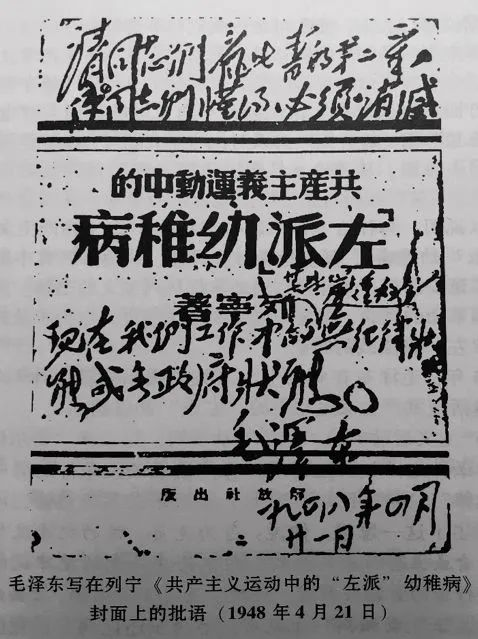 請同志們看此書的第二章,
使同志們懂得,必須消滅
共產主義運動中的
「左派」幼稚病
列寧著
某些嚴重的
現在我們工作中的無紀律狀
態或無政府狀態。
毛澤東
解放社出版
一九四八年四月
廿一日
毛泽东写在列宁《共产主义运动中的“左派”幼稚病》
封面上的批语(1948 年 4 月 21 日)